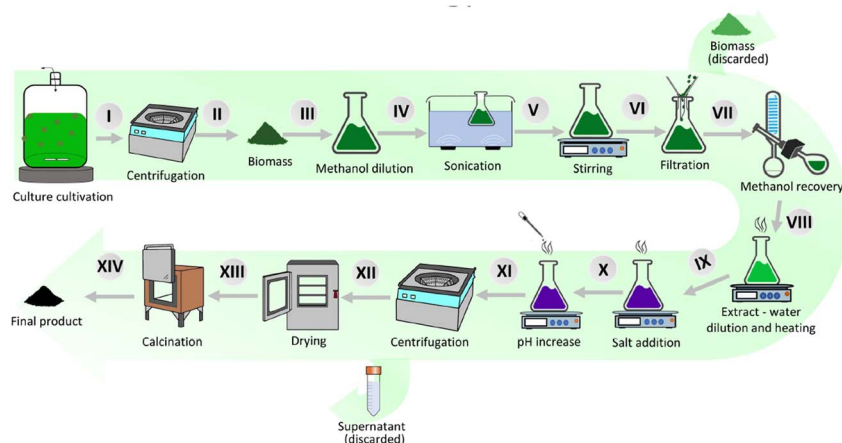 Biomass
(discarded)
I
II
III
IV
V
VI
VII
Culture cultivation
Centrifugation
Biomass
Methanol dilution
Sonication
Stirring
Filtration
Methanol recovery
VIII
IX
X
XI
XII
XIII
XIV
Extract - water
dilution and heating
Salt addition
pH increase
Centrifugation
Drying
Calcination
Final product
Supernatant
(discarded)